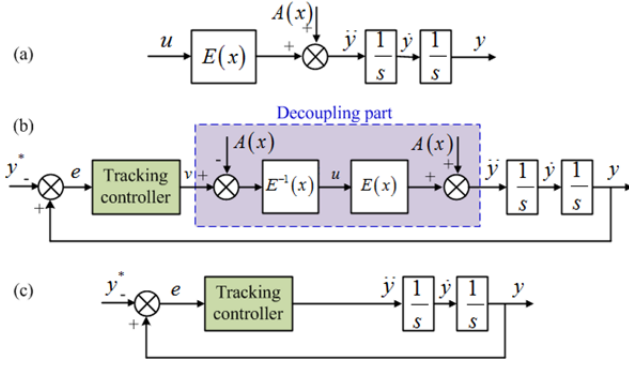 A(x)
+
(a) u E(x) + ÿ 1/s ẏ 1/s y
Decoupling part
(b) A(x) A(x)
- +
y* - e Tracking controller v + E⁻¹(x) u E(x) + ÿ 1/s ẏ 1/s y
+
(c) y* - e Tracking controller ÿ 1/s ẏ 1/s y
+